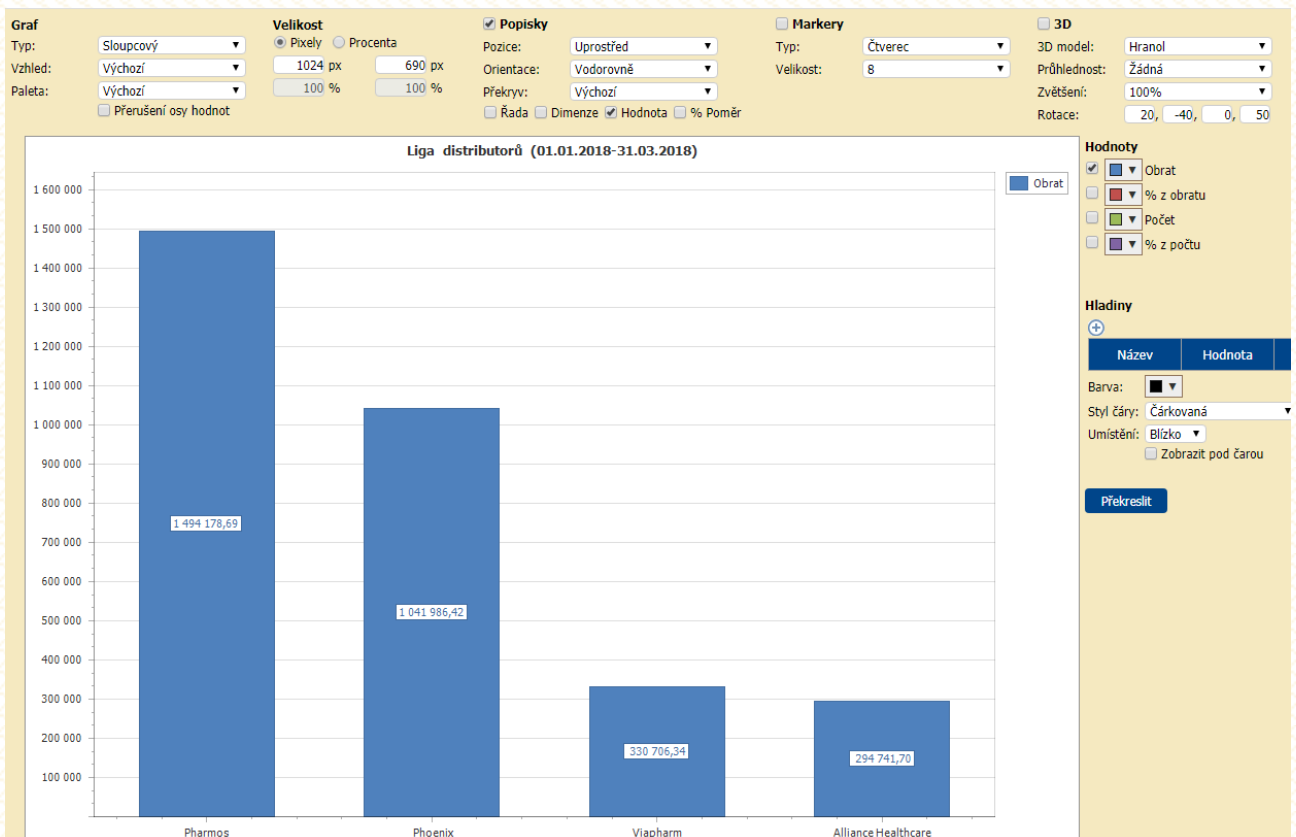 Graf
Typ: Sloupcový
Vzhled: Výchozí
Paleta: Výchozí
Přerušení osy hodnot
Velikost
Pixely Procenta
1024 px 690 px
100 % 100 %
Popisky
Pozice: Uprostřed
Orientace: Vodorovně
Překryv: Výchozí
Řada Dimenze Hodnota % Poměr
Markery
Typ: Čtverec
Velikost: 8
3D
3D model: Hranol
Průhlednost: Žádná
Zvětšení: 100%
Rotace: 20, -40, 0, 50
Liga distributorů (01.01.2018-31.03.2018)
Obrat
1 600 000
1 500 000
1 400 000
1 300 000
1 200 000
1 100 000
1 000 000
900 000
800 000
700 000
600 000
500 000
400 000
300 000
200 000
100 000
1 494 178,69
1 041 986,42
330 706,34
294 741,70
Pharmos
Phoenix
Viapharm
Alliance Healthcare
Hodnoty
Obrat
% z obratu
Počet
% z počtu
Hladiny
Název Hodnota
Barva:
Styl čáry: Čárkovaná
Umístění: Blízko
Zobrazit pod čarou
Překreslit